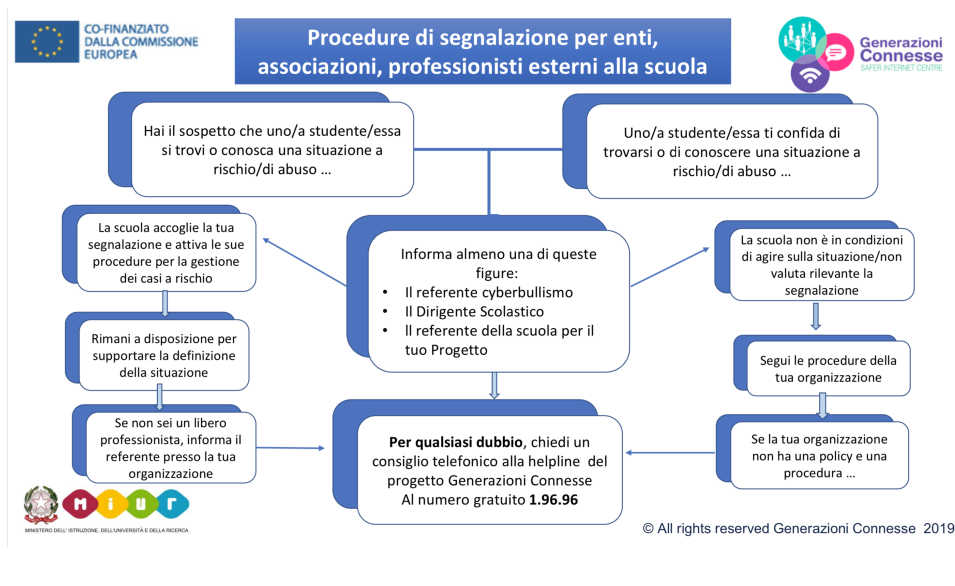 CO-FINANZIATO
DALLA COMMISSIONE
EUROPEA
Procedure di segnalazione per enti,
associazioni, professionisti esterni alla scuola
Generazioni
Connesse
SAFER INTERNET CENTRE
Hai il sospetto che uno/a studente/essa
si trovi o conosca una situazione a
rischio/di abuso …
Uno/a studente/essa ti confida di
trovarsi o di conoscere una situazione a
rischio/di abuso …
La scuola accoglie la tua
segnalazione e attiva le sue
procedure per la gestione
dei casi a rischio
Informa almeno una di queste
figure:
• Il referente cyberbullismo
• Il Dirigente Scolastico
• Il referente della scuola per il
tuo Progetto
La scuola non è in condizioni
di agire sulla situazione/non
valuta rilevante la
segnalazione
Rimani a disposizione per
supportare la definizione
della situazione
Segui le procedure della
tua organizzazione
Se non sei un libero
professionista, informa il
referente presso la tua
organizzazione
Per qualsiasi dubbio, chiedi un
consiglio telefonico alla helpline del
progetto Generazioni Connesse
Al numero gratuito 1.96.96
Se la tua organizzazione
non ha una policy e una
procedura …
MIUR
MINISTERO DELL' ISTRUZIONE, DELL'UNIVERSITÀ E DELLA RICERCA
© All rights reserved Generazioni Connesse 2019